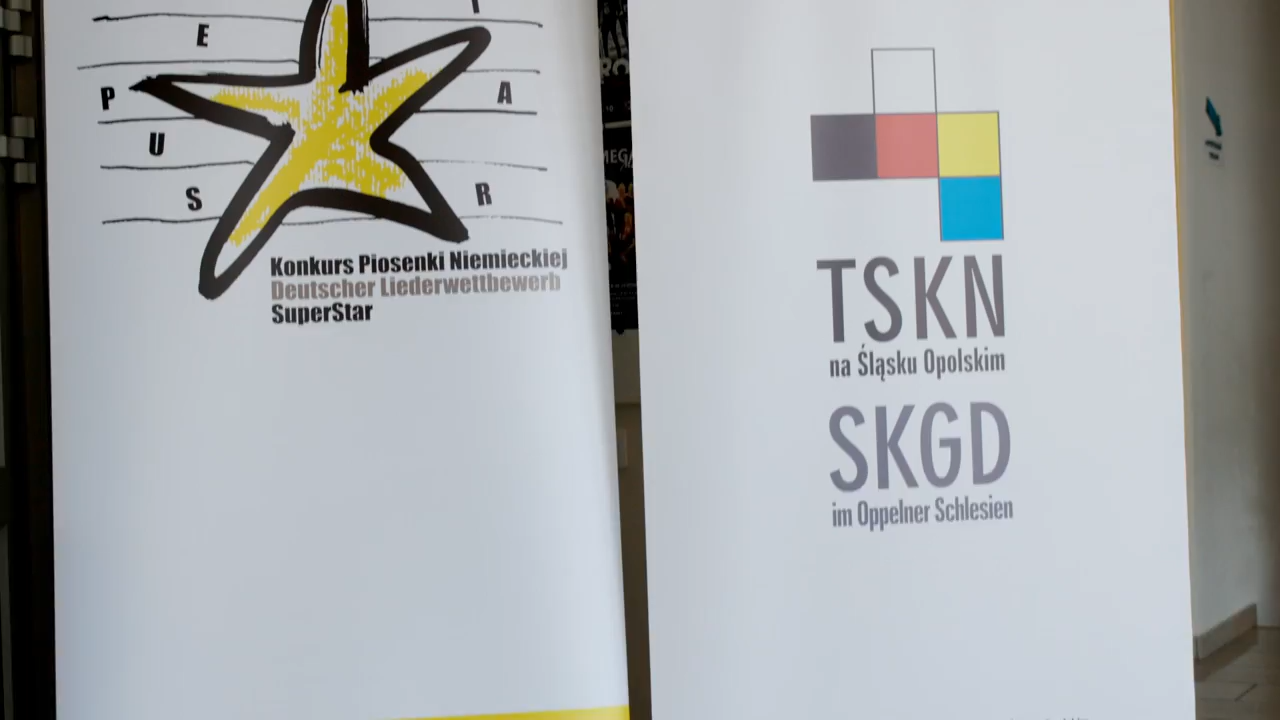 E
P
A
U
S
R
Konkurs Piosenki Niemieckiej
Deutscher Liederwettbewerb
SuperStar
TSKN
na Śląsku Opolskim
SKGD
im Oppelner Schlesien